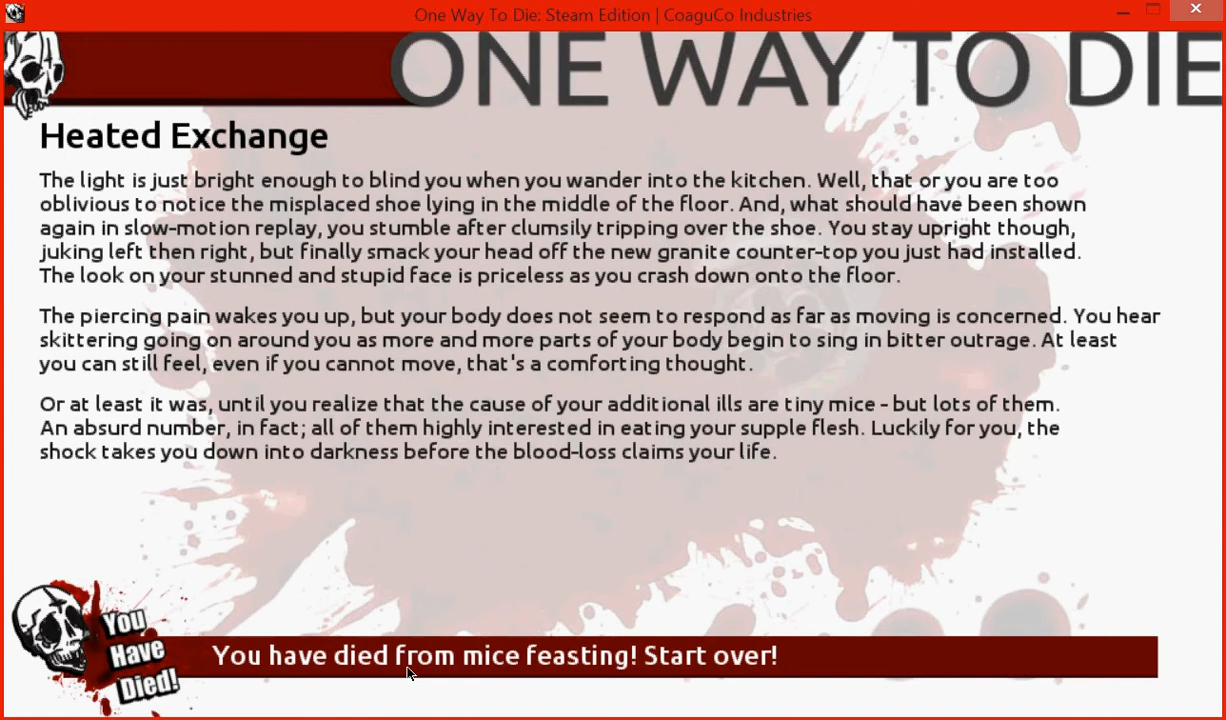 One Way To Die: Steam Edition | CoaguCo Industries
ONE WAY TO DIE
Heated Exchange
The light is just bright enough to blind you when you wander into the kitchen. Well, that or you are too
oblivious to notice the misplaced shoe lying in the middle of the floor. And, what should have been shown
again in slow-motion replay, you stumble after clumsily tripping over the shoe. You stay upright though,
juking left then right, but finally smack your head off the new granite counter-top you just had installed.
The look on your stunned and stupid face is priceless as you crash down onto the floor.
The piercing pain wakes you up, but your body does not seem to respond as far as moving is concerned. You hear
skittering going on around you as more and more parts of your body begin to sing in bitter outrage. At least
you can still feel, even if you cannot move, that's a comforting thought.
Or at least it was, until you realize that the cause of your additional ills are tiny mice - but lots of them.
An absurd number, in fact; all of them highly interested in eating your supple flesh. Luckily for you, the
shock takes you down into darkness before the blood-loss claims your life.
You
Have
Died!
You have died from mice feasting! Start over!